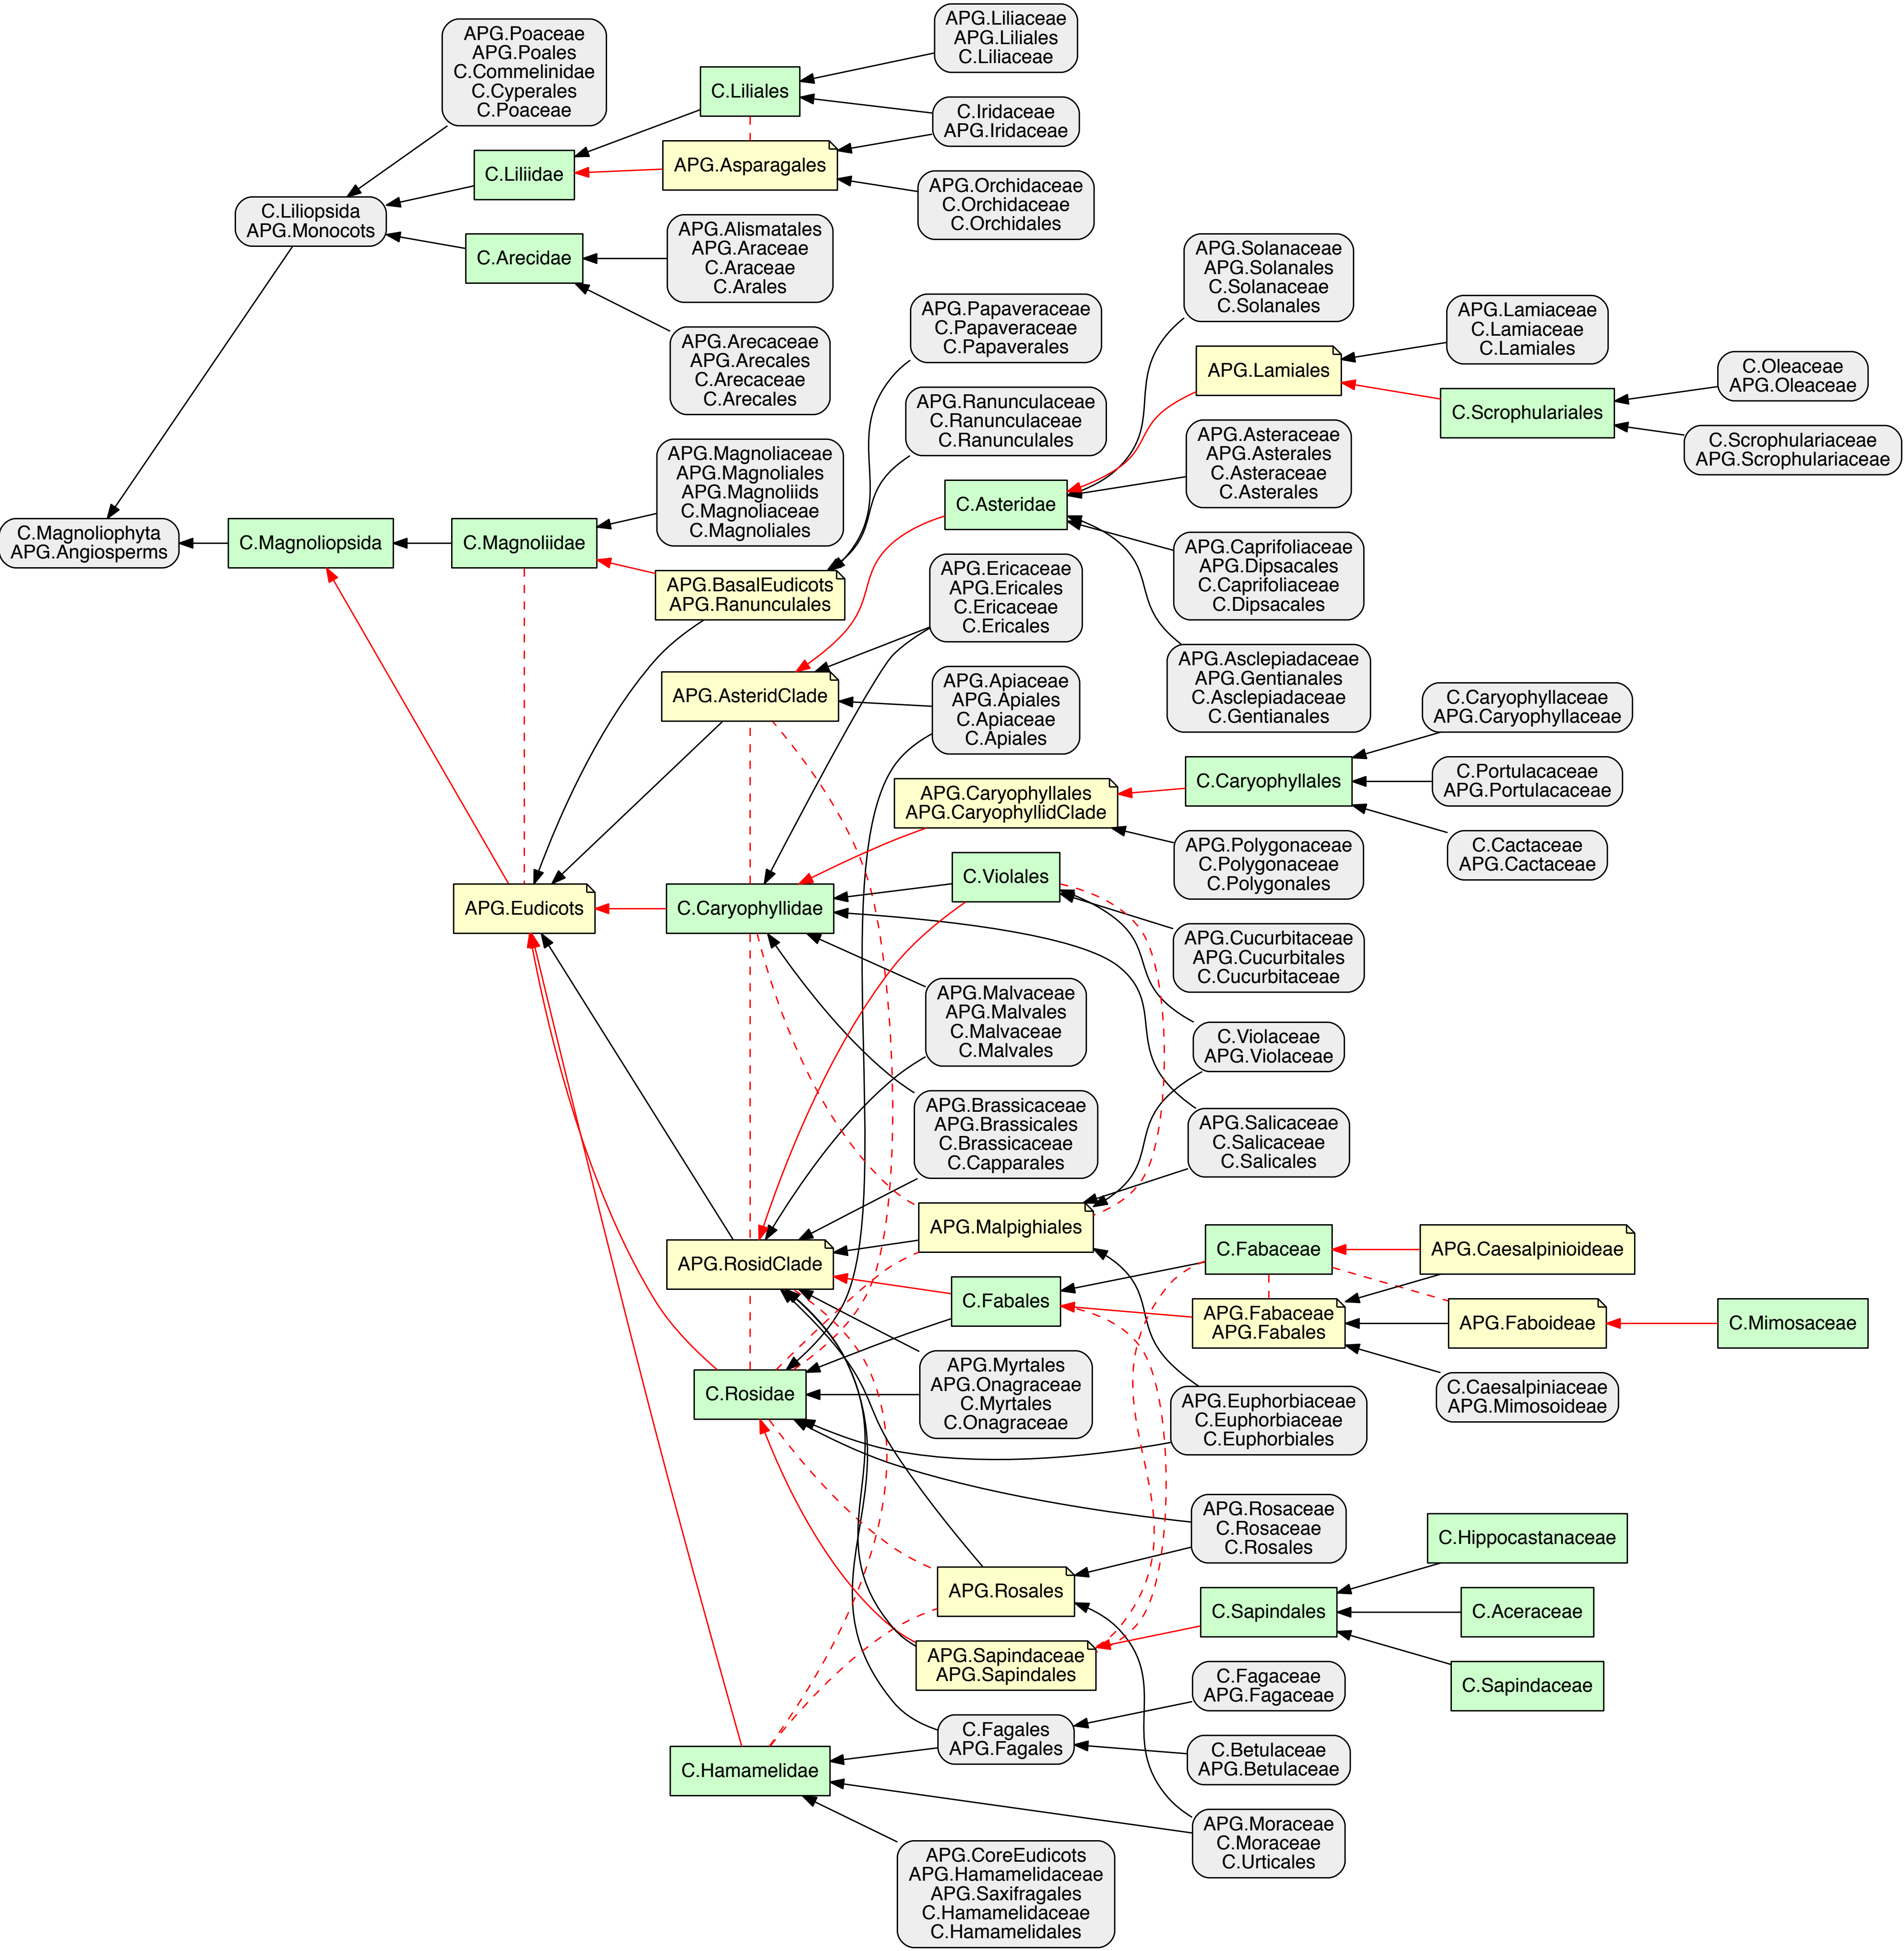 APG.Poaceae
APG.Poales
C.Commelinidae
C.Cyperales
C.Poaceae
C.Liliales
APG.Liliaceae
APG.Liliales
C.Liliaceae
C.Iridaceae
APG.Iridaceae
C.Liliidae
APG.Asparagales
APG.Orchidaceae
C.Orchidaceae
C.Orchidales
C.Liliopsida
APG.Monocots
C.Arecidae
APG.Alismatales
APG.Araceae
C.Araceae
C.Arales
APG.Arecaceae
APG.Arecales
C.Arecaceae
C.Arecales
APG.Papaveraceae
C.Papaveraceae
C.Papaverales
APG.Ranunculaceae
C.Ranunculaceae
C.Ranunculales
APG.Solanaceae
APG.Solanales
C.Solanaceae
C.Solanales
APG.Lamiales
APG.Lamiaceae
C.Lamiaceae
C.Lamiales
C.Scrophulariales
C.Oleaceae
APG.Oleaceae
C.Scrophulariaceae
APG.Scrophulariaceae
APG.Asteraceae
APG.Asterales
C.Asteraceae
C.Asterales
C.Magnoliophyta
APG.Angiosperms
C.Magnoliopsida
C.Magnoliidae
APG.Magnoliaceae
APG.Magnoliales
APG.Magnoliids
C.Magnoliaceae
C.Magnoliales
APG.BasalEudicots
APG.Ranunculales
C.Asteridae
APG.Caprifoliaceae
APG.Dipsacales
C.Caprifoliaceae
C.Dipsacales
APG.Ericaceae
APG.Ericales
C.Ericaceae
C.Ericales
APG.AsteridClade
APG.Apiaceae
APG.Apiales
C.Apiaceae
C.Apiales
APG.Asclepiadaceae
APG.Gentianales
C.Asclepiadaceae
C.Gentianales
C.Caryophyllaceae
APG.Caryophyllaceae
APG.Caryophyllales
APG.CaryophyllidClade
C.Caryophyllales
C.Portulacaceae
APG.Portulacaceae
C.Cactaceae
APG.Cactaceae
APG.Polygonaceae
C.Polygonaceae
C.Polygonales
APG.Eudicots
C.Caryophyllidae
C.Violales
APG.Cucurbitaceae
APG.Cucurbitales
C.Cucurbitaceae
APG.Malvaceae
APG.Malvales
C.Malvaceae
C.Malvales
C.Violaceae
APG.Violaceae
APG.Brassicaceae
APG.Brassicales
C.Brassicaceae
C.Capparales
APG.Salicaceae
C.Salicaceae
C.Salicales
APG.Malpighiales
APG.RosidClade
C.Fabales
C.Fabaceae
APG.Caesalpinioideae
APG.Fabaceae
APG.Fabales
APG.Faboideae
C.Mimosaceae
C.Caesalpiniaceae
APG.Mimosoideae
C.Rosidae
APG.Myrtales
APG.Onagraceae
C.Myrtales
C.Onagraceae
APG.Euphorbiaceae
C.Euphorbiaceae
C.Euphorbiales
APG.Rosaceae
C.Rosaceae
C.Rosales
C.Hippocastanaceae
APG.Rosales
C.Sapindales
C.Aceraceae
APG.Sapindaceae
APG.Sapindales
C.Sapindaceae
C.Fagaceae
APG.Fagaceae
C.Fagales
APG.Fagales
C.Betulaceae
APG.Betulaceae
C.Hamamelidae
APG.Moraceae
C.Moraceae
C.Urticales
APG.CoreEudicots
APG.Hamamelidaceae
APG.Saxifragales
C.Hamamelidaceae
C.Hamamelidales